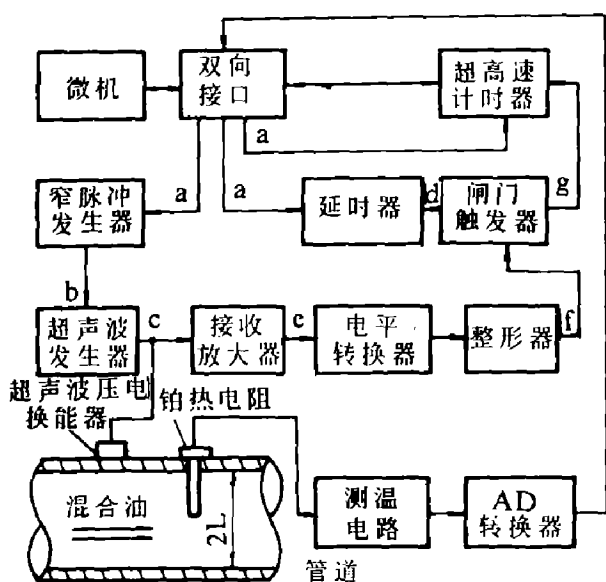 微机
双向
接口
超高速
计时器
a
a
a
窄脉冲
发生器
延时器
d
闸门
触发器
g
b
超声波
发生器
c
接收
放大器
e
电平
转换器
整形器
f
超声波压电
换能器
铂热电阻
混合油
2L
测温
电路
AD
转换器
管道